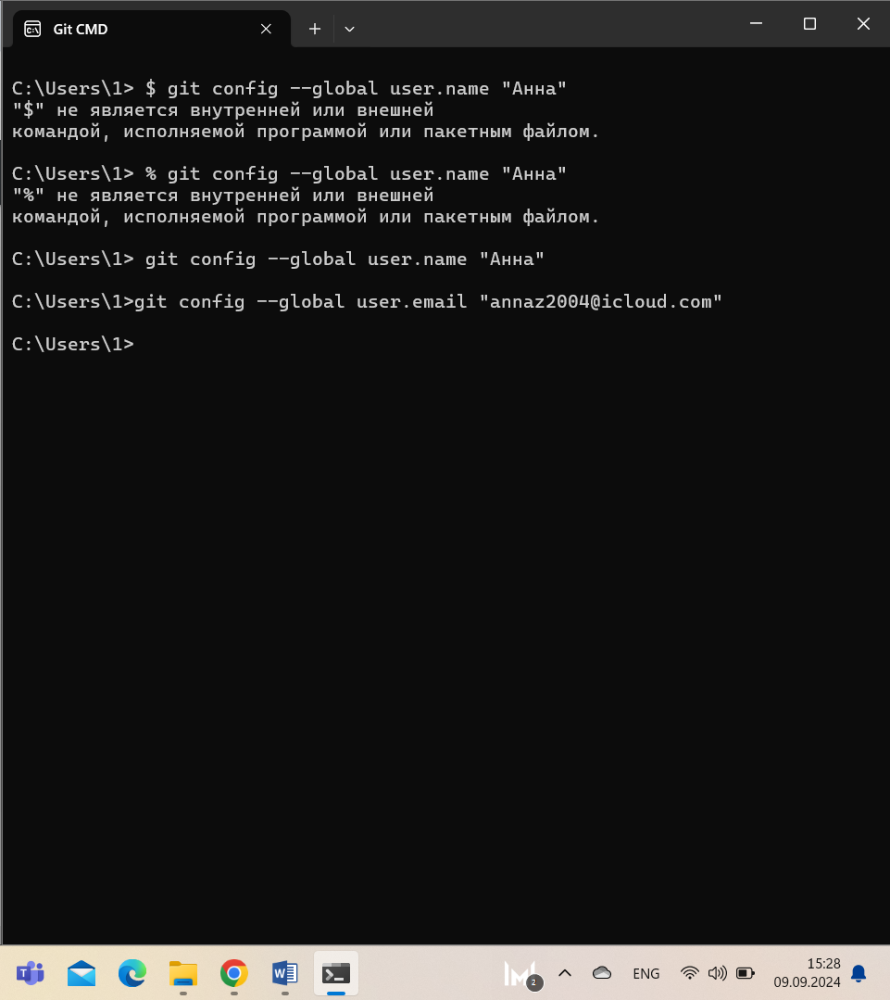 Git CMD
C:\Users\1> $ git config --global user.name "Анна"
"$" не является внутренней или внешней
командой, исполняемой программой или пакетным файлом.
C:\Users\1> % git config --global user.name "Анна"
"%" не является внутренней или внешней
командой, исполняемой программой или пакетным файлом.
C:\Users\1> git config --global user.name "Анна"
C:\Users\1>git config --global user.email "annaz2004@icloud.com"
C:\Users\1>
ENG
15:28
09.09.2024